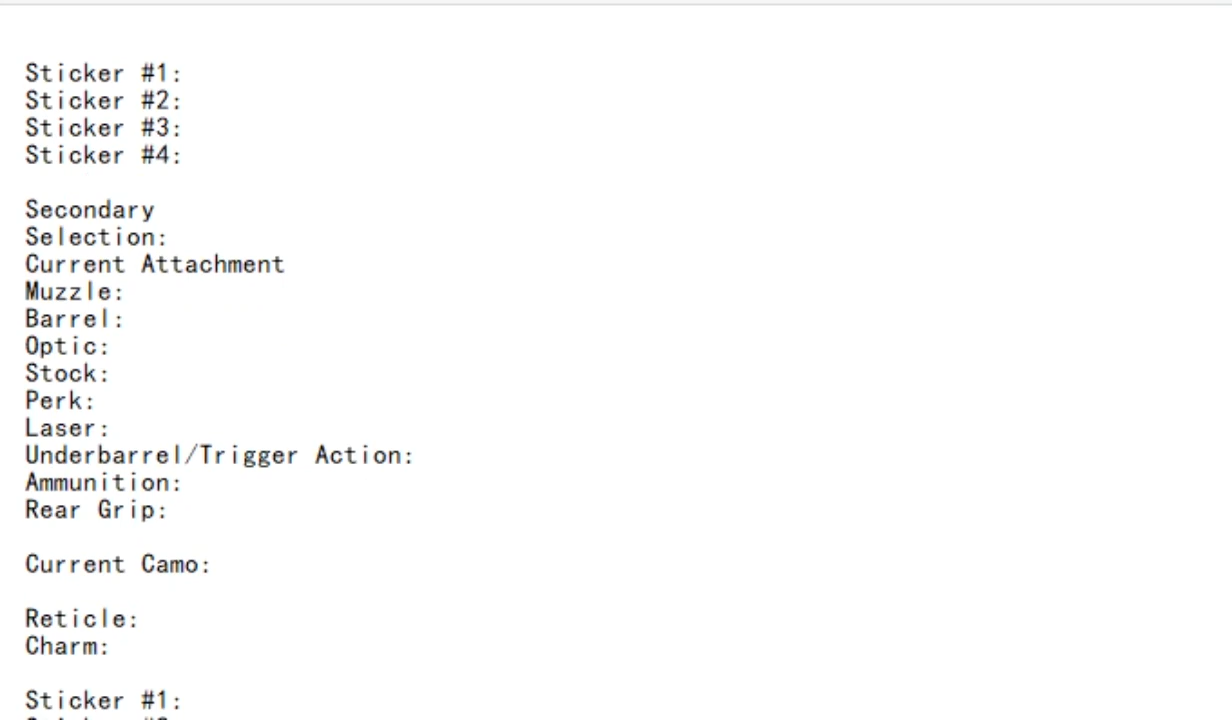 Sticker #1:
Sticker #2:
Sticker #3:
Sticker #4:
Secondary
Selection:
Current Attachment
Muzzle:
Barrel:
Optic:
Stock:
Perk:
Laser:
Underbarrel/Trigger Action:
Ammunition:
Rear Grip:
Current Camo:
Reticle:
Charm:
Sticker #1: